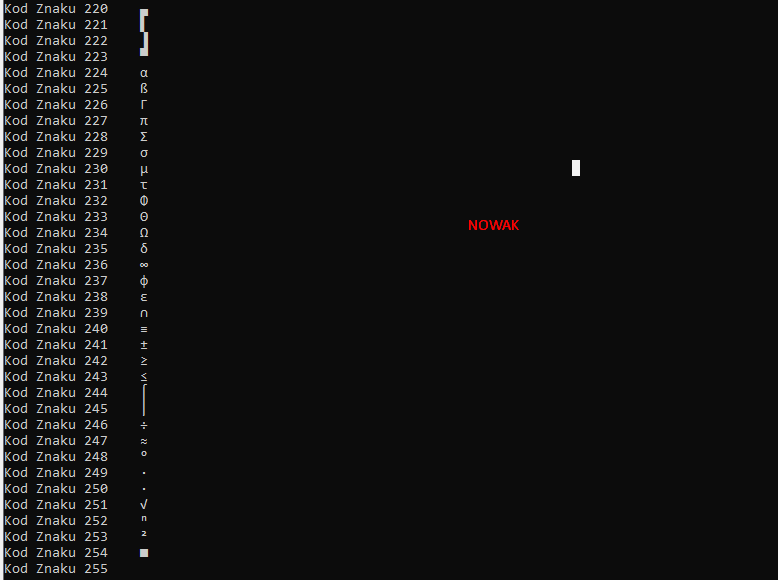 Kod Znaku 220    ▄
Kod Znaku 221    ▌
Kod Znaku 222    ▐
Kod Znaku 223    ▀
Kod Znaku 224    α
Kod Znaku 225    ß
Kod Znaku 226    Γ
Kod Znaku 227    π
Kod Znaku 228    Σ
Kod Znaku 229    σ
Kod Znaku 230    µ
Kod Znaku 231    τ
Kod Znaku 232    Φ
Kod Znaku 233    Θ
Kod Znaku 234    Ω
Kod Znaku 235    δ
Kod Znaku 236    ∞
Kod Znaku 237    φ
Kod Znaku 238    ε
Kod Znaku 239    ∩
Kod Znaku 240    ≡
Kod Znaku 241    ±
Kod Znaku 242    ≥
Kod Znaku 243    ≤
Kod Znaku 244    ⌠
Kod Znaku 245    ⌡
Kod Znaku 246    ÷
Kod Znaku 247    ≈
Kod Znaku 248    °
Kod Znaku 249    ∙
Kod Znaku 250    ·
Kod Znaku 251    √
Kod Znaku 252    ⁿ
Kod Znaku 253    ²
Kod Znaku 254    ■
Kod Znaku 255
NOWAK